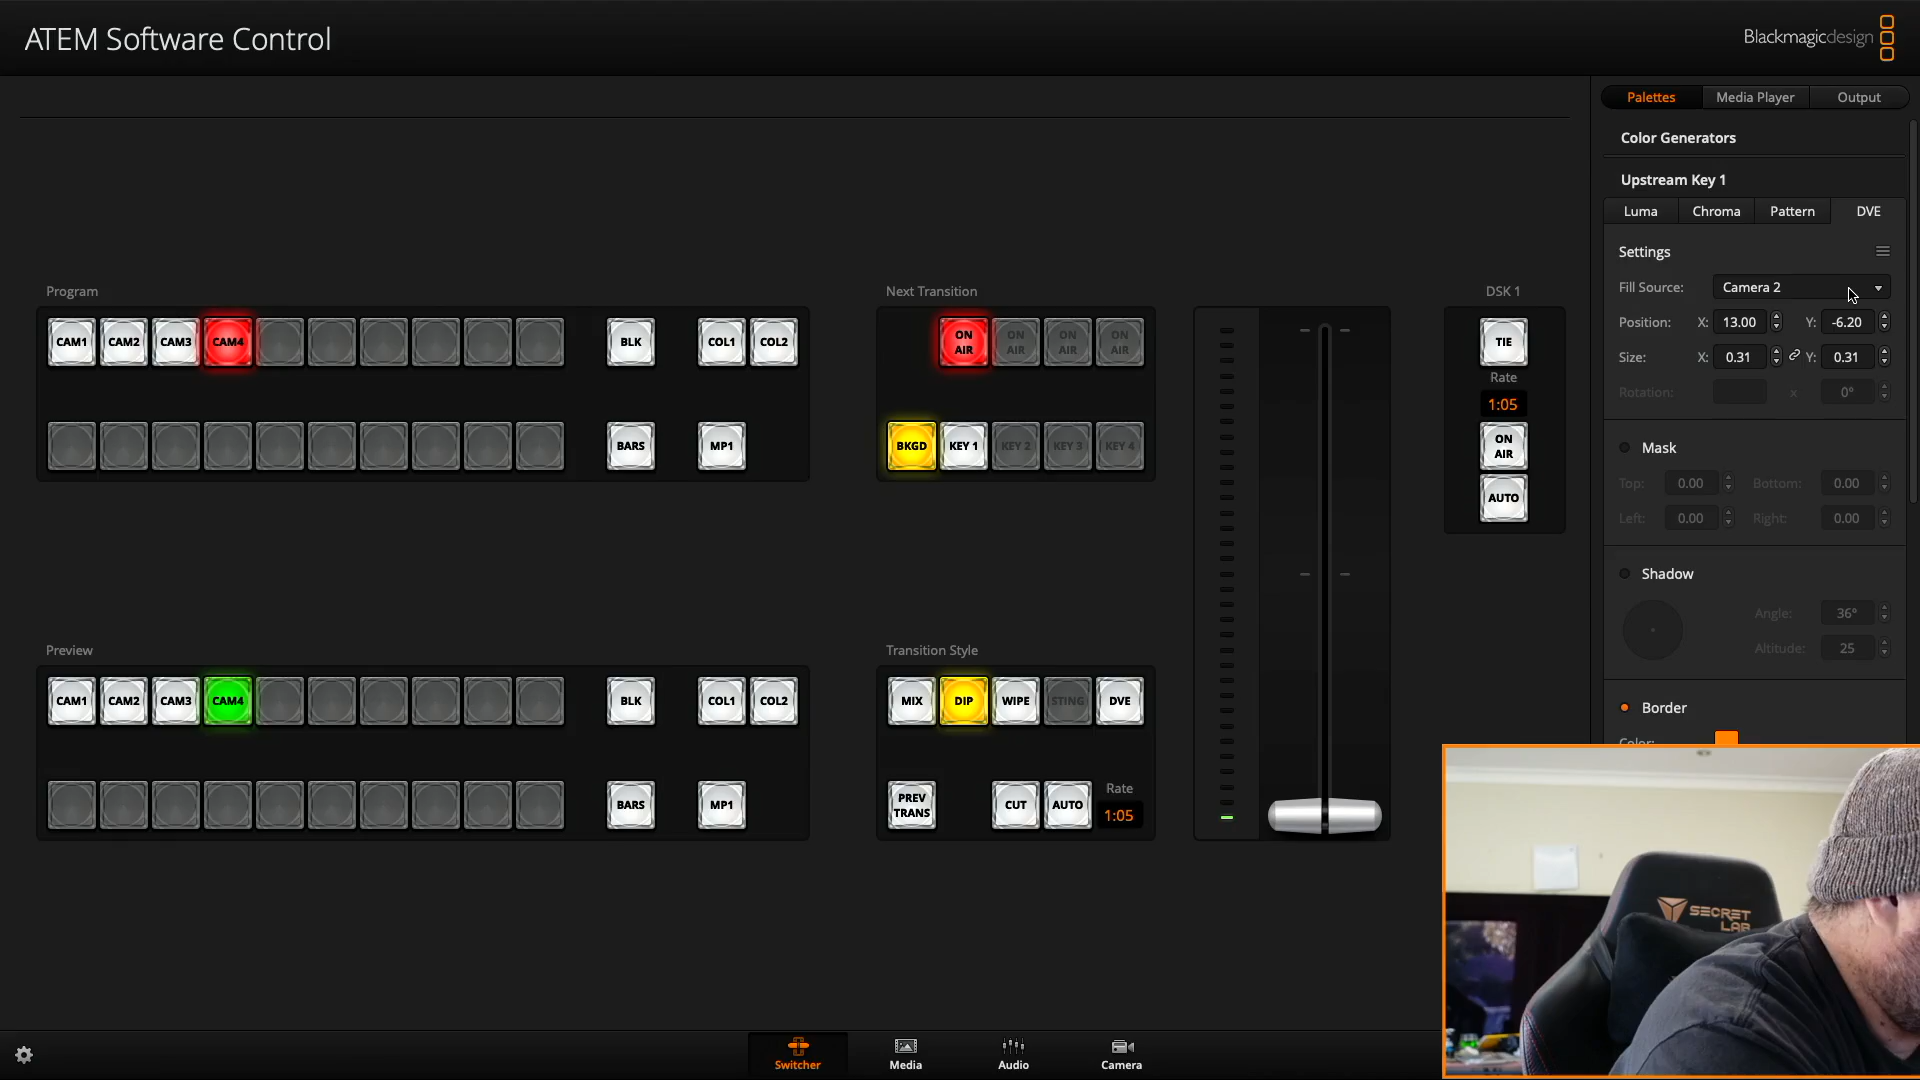 ATEM Software Control
Blackmagicdesign
Palettes
Media Player
Output
Color Generators
Upstream Key 1
Luma
Chroma
Pattern
DVE
Settings
Fill Source:
Camera 2
Position:
X:
13.00
Y:
-6.20
Size:
X:
0.31
Y:
0.31
Rotation:
x
0°
Mask
Top:
0.00
Bottom:
0.00
Left:
0.00
Right:
0.00
Shadow
Angle:
36°
Altitude:
25
Border
Color:
Program
CAM1
CAM2
CAM3
CAM4
BLK
COL1
COL2
BARS
MP1
Next Transition
ON AIR
ON AIR
ON AIR
ON AIR
BKGD
KEY 1
KEY 2
KEY 3
KEY 4
DSK 1
TIE
Rate
1:05
ON AIR
AUTO
Preview
CAM1
CAM2
CAM3
CAM4
BLK
COL1
COL2
BARS
MP1
Transition Style
MIX
DIP
WIPE
STING
DVE
PREV TRANS
CUT
AUTO
Rate
1:05
SECRET
LAB
Switcher
Media
Audio
Camera